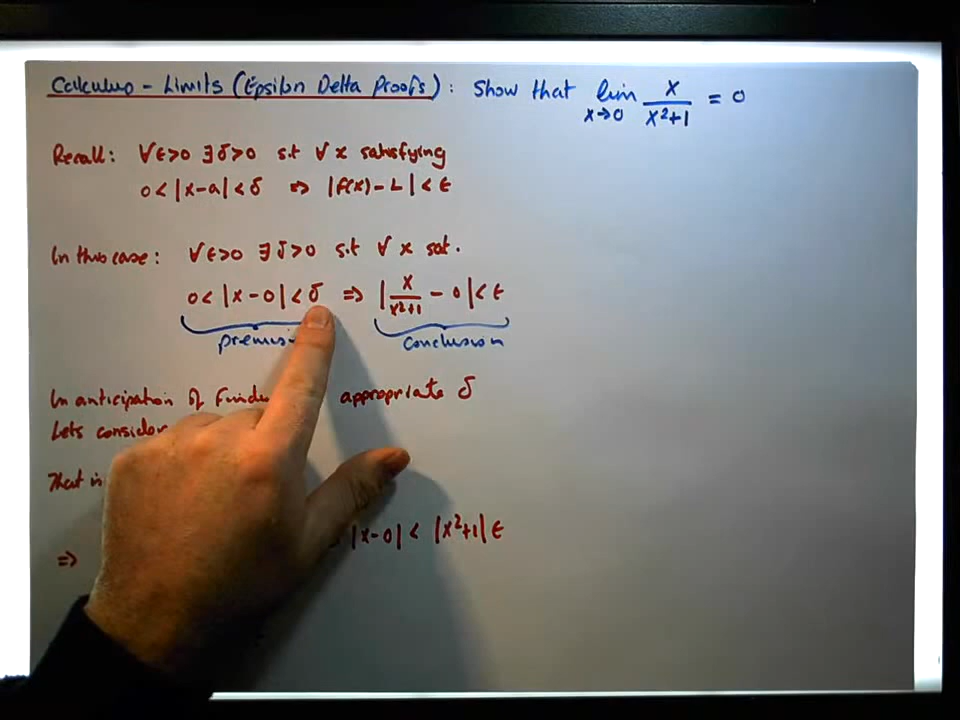 Calculus - Limits (Epsilon Delta Proofs): Show that lim x→0 x/(x²+1) = 0
Recall: ∀ε>0 ∃δ>0 s.t ∀ x satisfying
0<|x-a|<δ ⇒ |f(x)-L|<ε
In this case: ∀ε>0 ∃δ>0 s.t ∀ x sat.
0<|x-0|<δ ⇒ |x/(x²+1) - 0|<ε
conclusion
In anticipation of appropriate δ
Lets consider
That is
⇒ |x-0| < |x²+1|ε